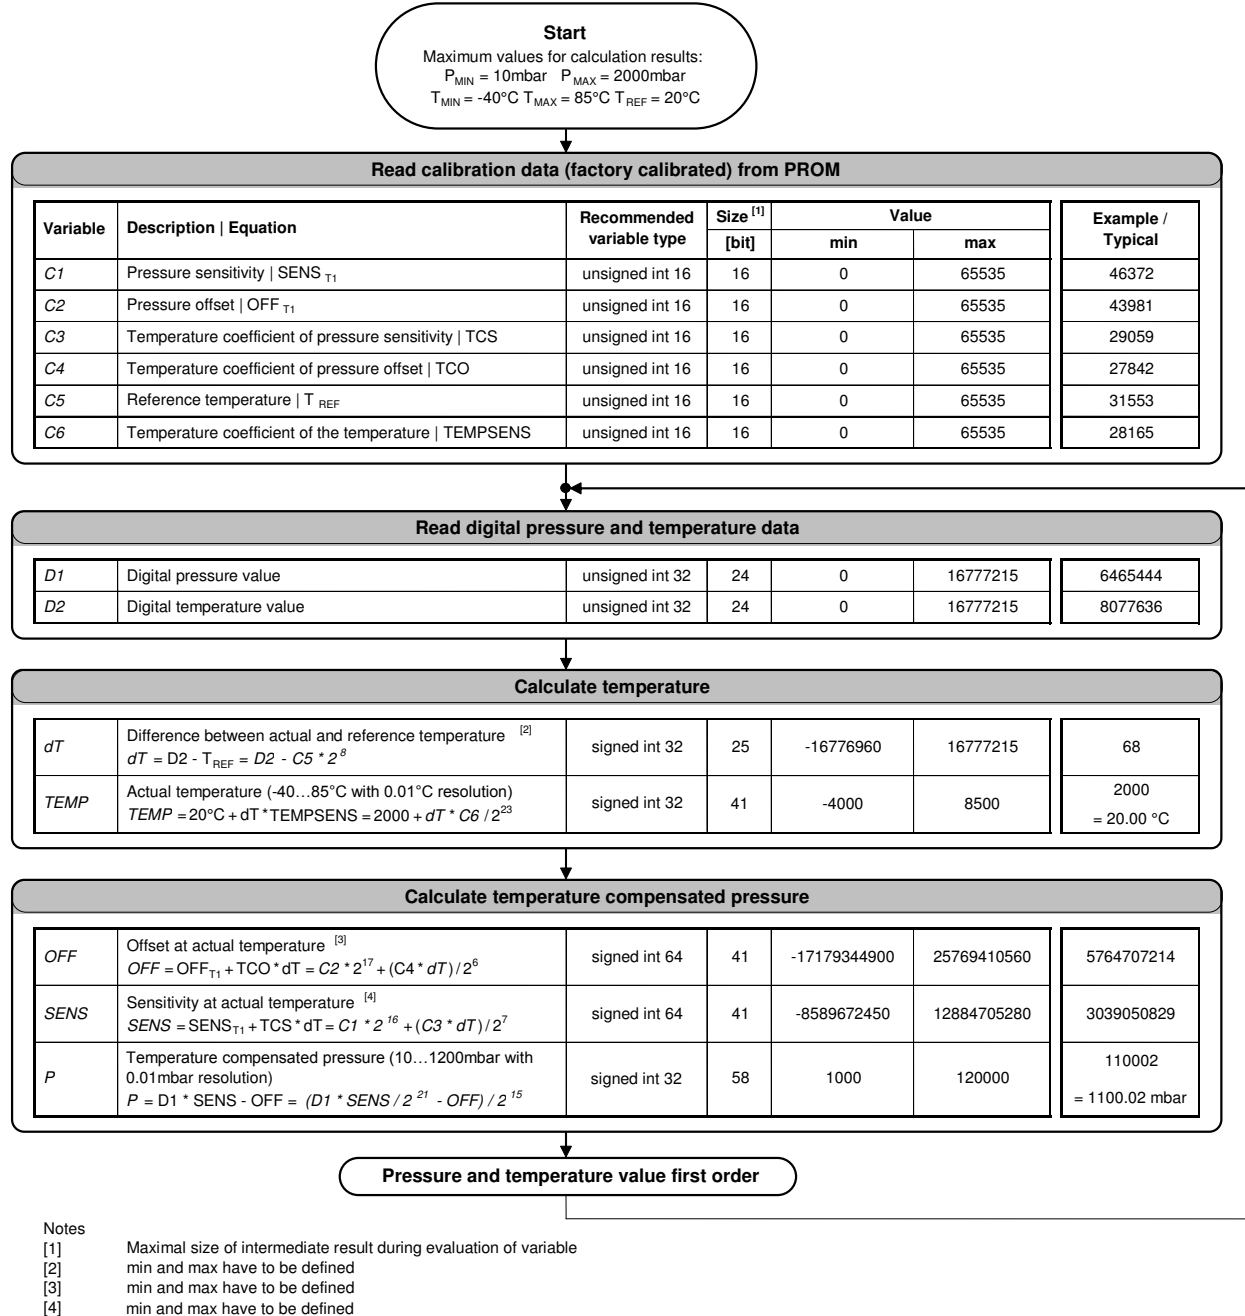 Start
Maximum values for calculation results:
P MIN = 10mbar P MAX = 2000mbar
T MIN = -40°C T MAX = 85°C T REF = 20°C
Read calibration data (factory calibrated) from PROM
Variable Description | Equation Recommended variable type Size [1] [bit] Value min max Example / Typical
C1 Pressure sensitivity | SENS T1 unsigned int 16 16 0 65535 46372
C2 Pressure offset | OFF T1 unsigned int 16 16 0 65535 43981
C3 Temperature coefficient of pressure sensitivity | TCS unsigned int 16 16 0 65535 29059
C4 Temperature coefficient of pressure offset | TCO unsigned int 16 16 0 65535 27842
C5 Reference temperature | T REF unsigned int 16 16 0 65535 31553
C6 Temperature coefficient of the temperature | TEMPSENS unsigned int 16 16 0 65535 28165
Read digital pressure and temperature data
D1 Digital pressure value unsigned int 32 24 0 16777215 6465444
D2 Digital temperature value unsigned int 32 24 0 16777215 8077636
Calculate temperature
dT Difference between actual and reference temperature [2]
dT = D2 - T REF = D2 - C5 * 2^8 signed int 32 25 -16776960 16777215 68
TEMP Actual temperature (-40…85°C with 0.01°C resolution)
TEMP = 20°C + dT * TEMPSENS = 2000 + dT * C6 / 2^23 signed int 32 41 -4000 8500 2000
= 20.00 °C
Calculate temperature compensated pressure
OFF Offset at actual temperature [3]
OFF = OFF T1 + TCO * dT = C2 * 2^17 + (C4 * dT) / 2^6 signed int 64 41 -17179344900 25769410560 5764707214
SENS Sensitivity at actual temperature [4]
SENS = SENS T1 + TCS * dT = C1 * 2^16 + (C3 * dT) / 2^7 signed int 64 41 -8589672450 12884705280 3039050829
P Temperature compensated pressure (10…1200mbar with
0.01mbar resolution)
P = D1 * SENS - OFF = (D1 * SENS / 2^21 - OFF) / 2^15 signed int 32 58 1000 120000 110002
= 1100.02 mbar
Pressure and temperature value first order
Notes
[1] Maximal size of intermediate result during evaluation of variable
[2] min and max have to be defined
[3] min and max have to be defined
[4] min and max have to be defined